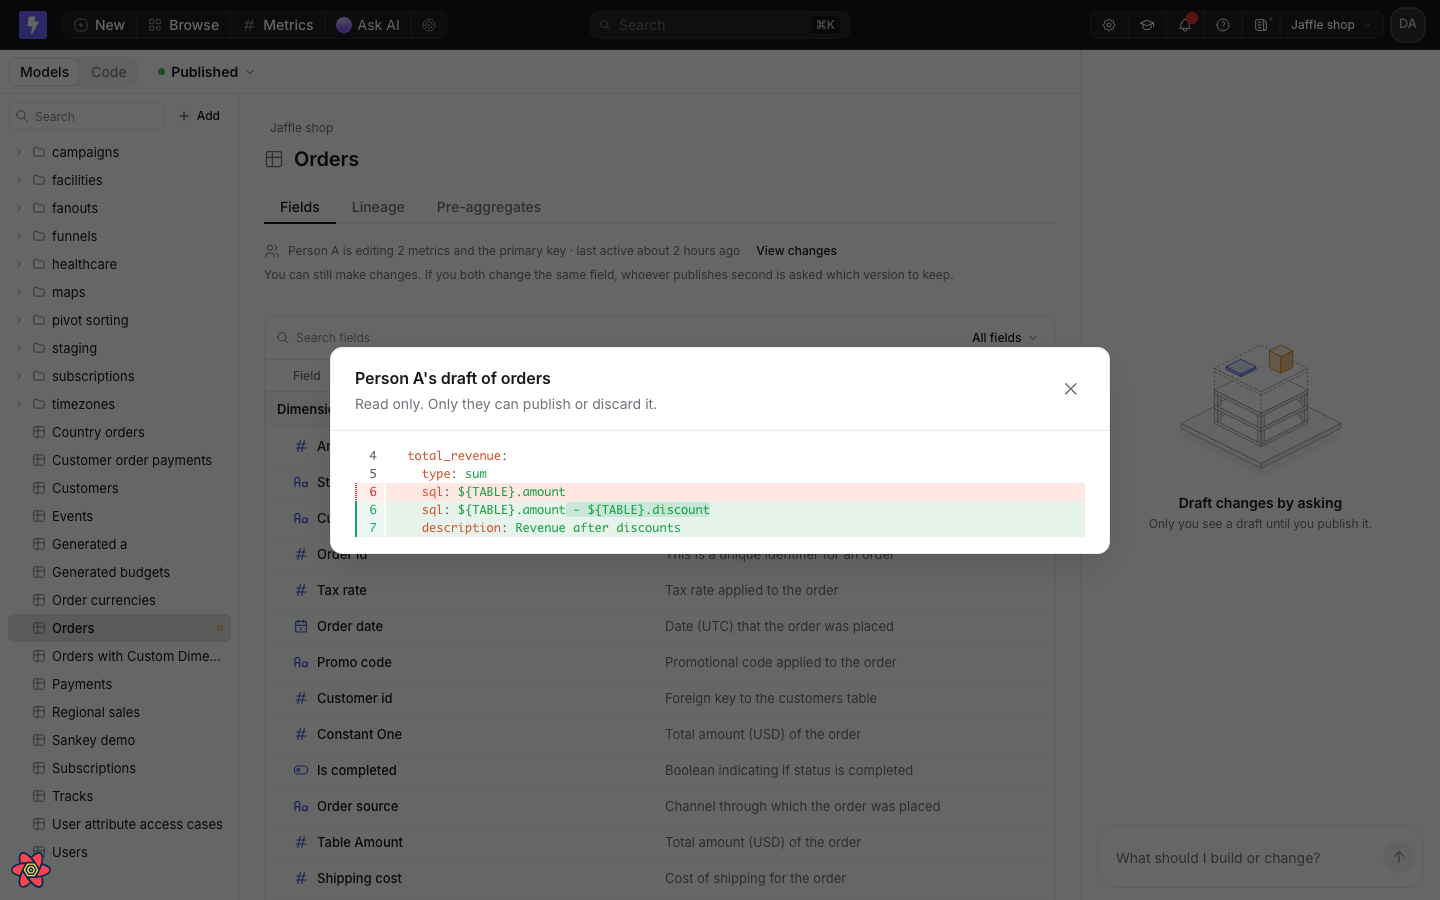 New
Browse
Metrics
Ask AI
Search
⌘K
Jaffle shop
DA
Models
Code
Published
Search
Add
campaigns
facilities
fanouts
funnels
healthcare
maps
pivot sorting
staging
subscriptions
timezones
Country orders
Customer order payments
Customers
Events
Generated a
Generated budgets
Order currencies
Orders
Orders with Custom Dime...
Payments
Regional sales
Sankey demo
Subscriptions
Tracks
User attribute access cases
Users
Jaffle shop
Orders
Fields
Lineage
Pre-aggregates
Person A is editing 2 metrics and the primary key · last active about 2 hours ago
View changes
You can still make changes. If you both change the same field, whoever publishes second is asked which version to keep.
Search fields
All fields
Field
Person A's draft of orders
Read only. Only they can publish or discard it.
4 total_revenue:
5 type: sum
6 sql: ${TABLE}.amount
6 sql: ${TABLE}.amount - ${TABLE}.discount
7 description: Revenue after discounts
Tax rate
Tax rate applied to the order
Order date
Date (UTC) that the order was placed
Promo code
Promotional code applied to the order
Customer id
Foreign key to the customers table
Constant One
Total amount (USD) of the order
Is completed
Boolean indicating if status is completed
Order source
Channel through which the order was placed
Table Amount
Total amount (USD) of the order
Shipping cost
Cost of shipping for the order
Draft changes by asking
Only you see a draft until you publish it.
What should I build or change?